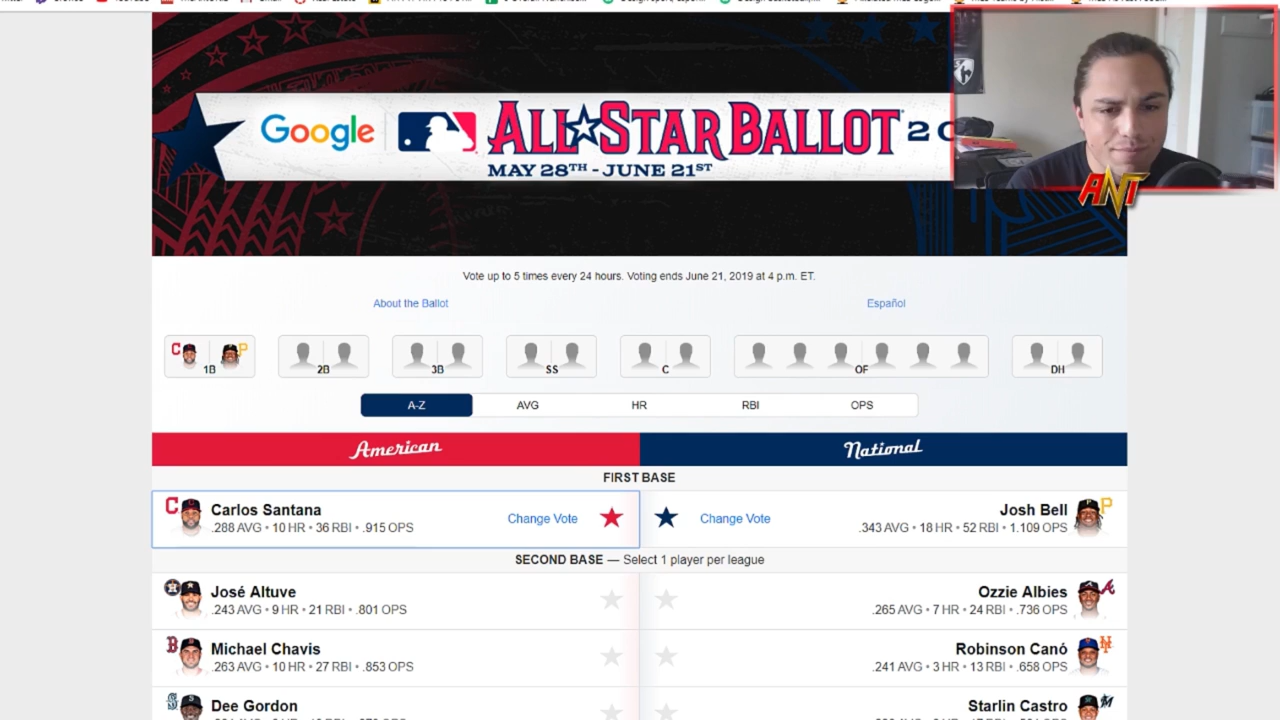 Google MLB ALL★STAR BALLOT 20
MAY 28TH - JUNE 21ST
ANT
Vote up to 5 times every 24 hours. Voting ends June 21, 2019 at 4 p.m. ET.
About the Ballot Español
1B 2B 3B SS C OF DH
A-Z AVG HR RBI OPS
American National
FIRST BASE
Carlos Santana Change Vote Change Vote Josh Bell
.288 AVG • 10 HR • 36 RBI • .915 OPS .343 AVG • 18 HR • 52 RBI • 1.109 OPS
SECOND BASE — Select 1 player per league
José Altuve Ozzie Albies
.243 AVG • 9 HR • 21 RBI • .801 OPS .265 AVG • 7 HR • 24 RBI • .736 OPS
Michael Chavis Robinson Canó
.263 AVG • 10 HR • 27 RBI • .853 OPS .241 AVG • 3 HR • 13 RBI • .658 OPS
Dee Gordon Starlin Castro